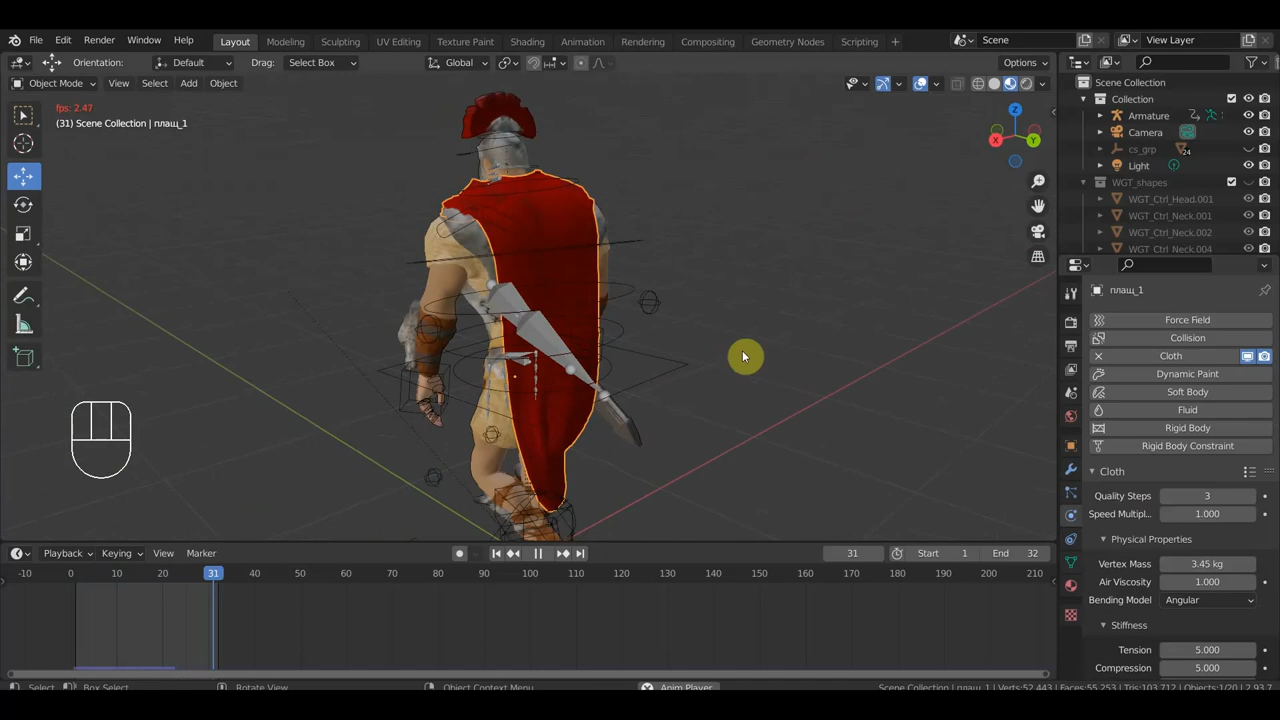 File Edit Render Window Help Layout Modeling Sculpting UV Editing Texture Paint Shading Animation Rendering Compositing Geometry Nodes Scripting + Scene View Layer
Orientation: Default Drag: Select Box Global Options
Object Mode View Select Add Object
fps: 2.47
(31) Scene Collection | плащ_1
Z
X
Y
Scene Collection
Collection
Armature
Camera
cs_grp
24
Light
WGT_shapes
WGT_Ctrl_Head.001
WGT_Ctrl_Neck.001
WGT_Ctrl_Neck.002
WGT_Ctrl_Neck.004
плащ_1
Force Field
Collision
Cloth
Dynamic Paint
Soft Body
Fluid
Rigid Body
Rigid Body Constraint
Cloth
Quality Steps 3
Speed Multipl... 1.000
Physical Properties
Vertex Mass 3.45 kg
Air Viscosity 1.000
Bending Model Angular
Stiffness
Tension 5.000
Compression 5.000
Playback Keying View Marker 31 Start 1 End 32
-10 0 10 20 31 40 50 60 70 80 90 100 110 120 130 140 150 160 170 180 190 200 210
Select Box Select Rotate View Object Context Menu Anim Player Scene Collection | плащ_1 | Verts:52,443 | Faces:55,253 | Tris:103,712 | Objects:1/20 |